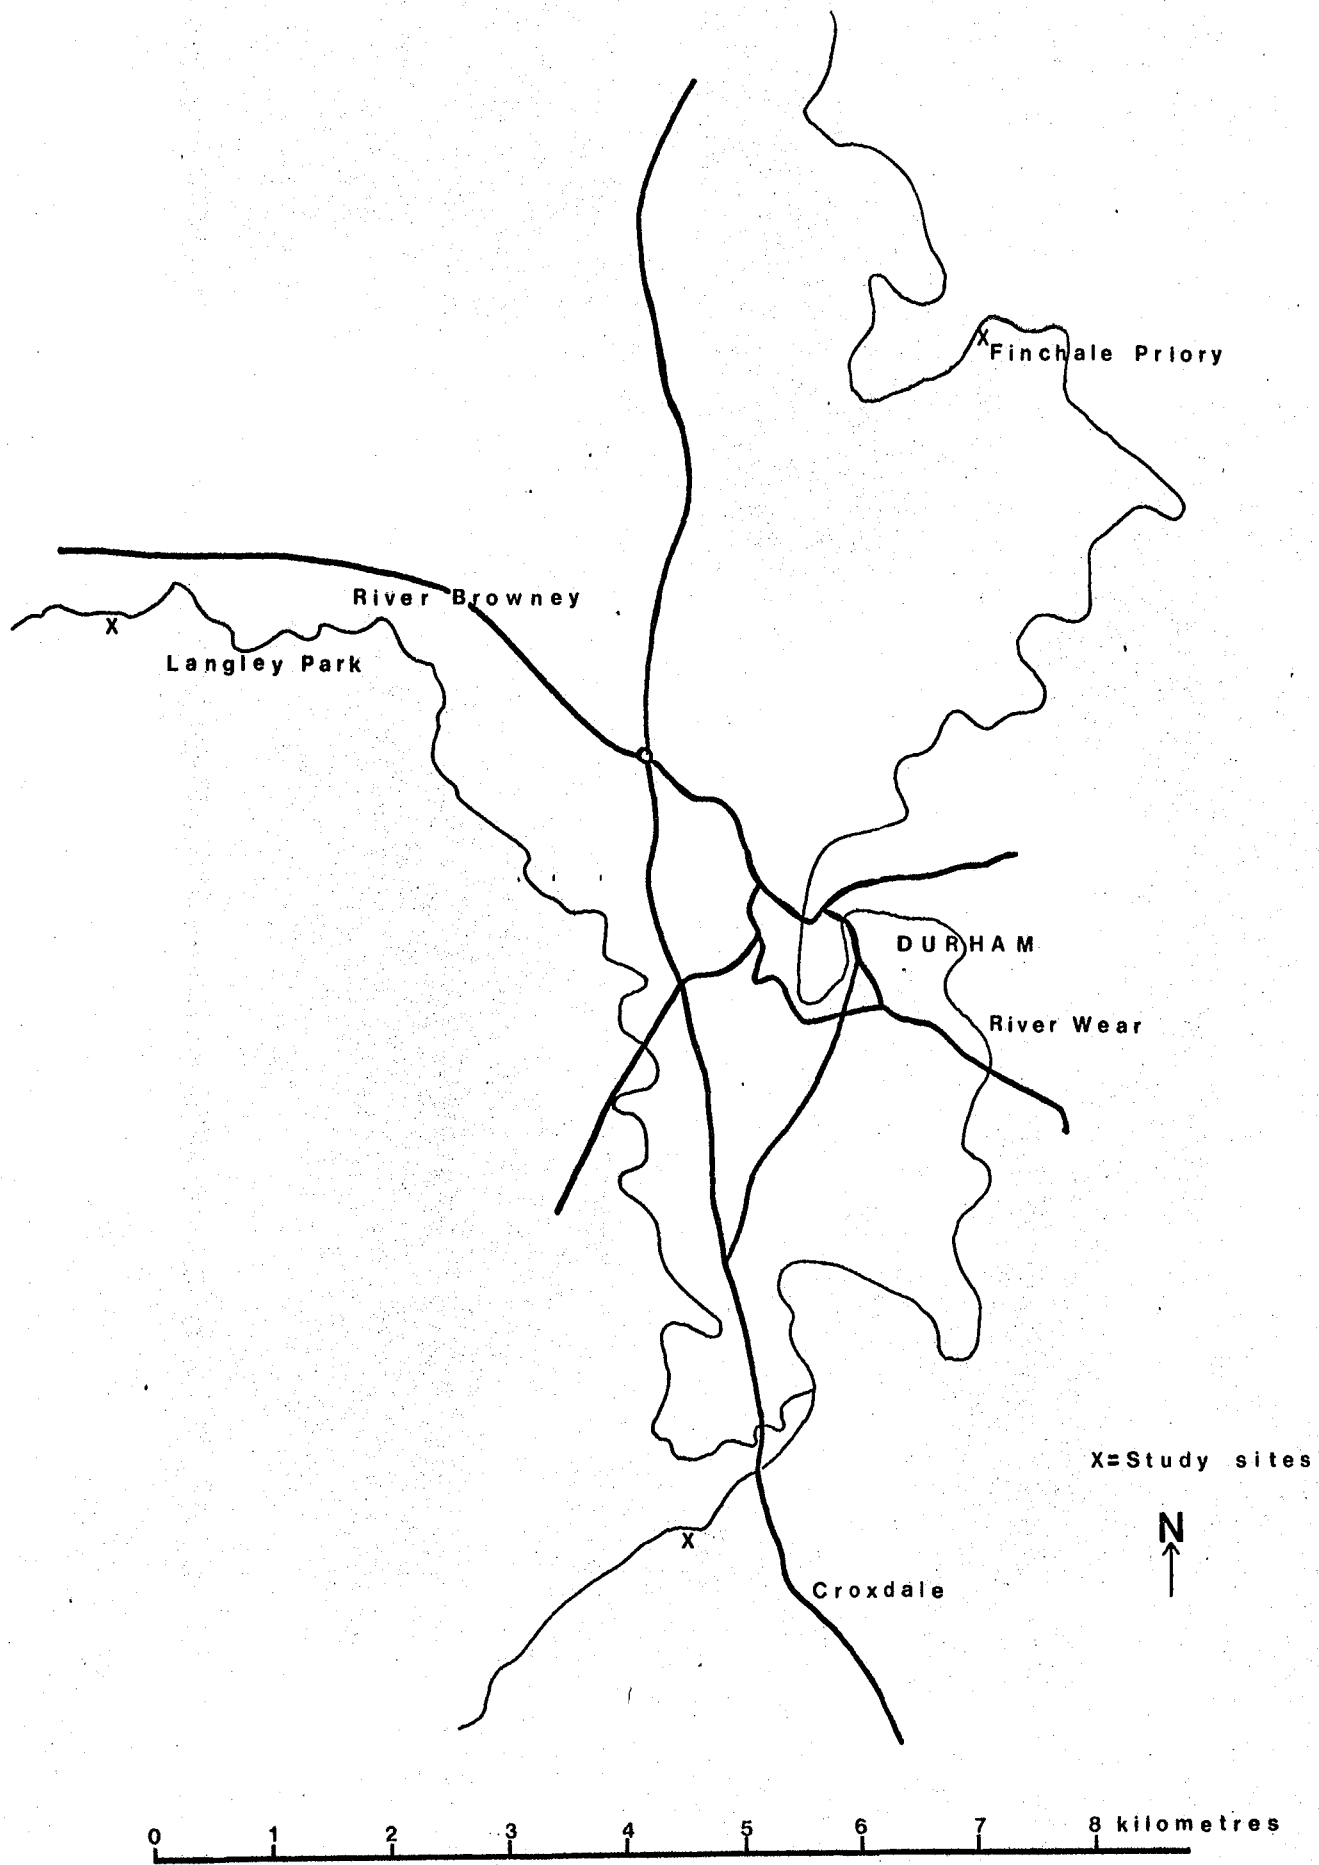 X Finchale Priory
River Browney
X
Langley Park
DURHAM
River Wear
X=Study sites
N
X
Croxdale
0 1 2 3 4 5 6 7 8 kilometres